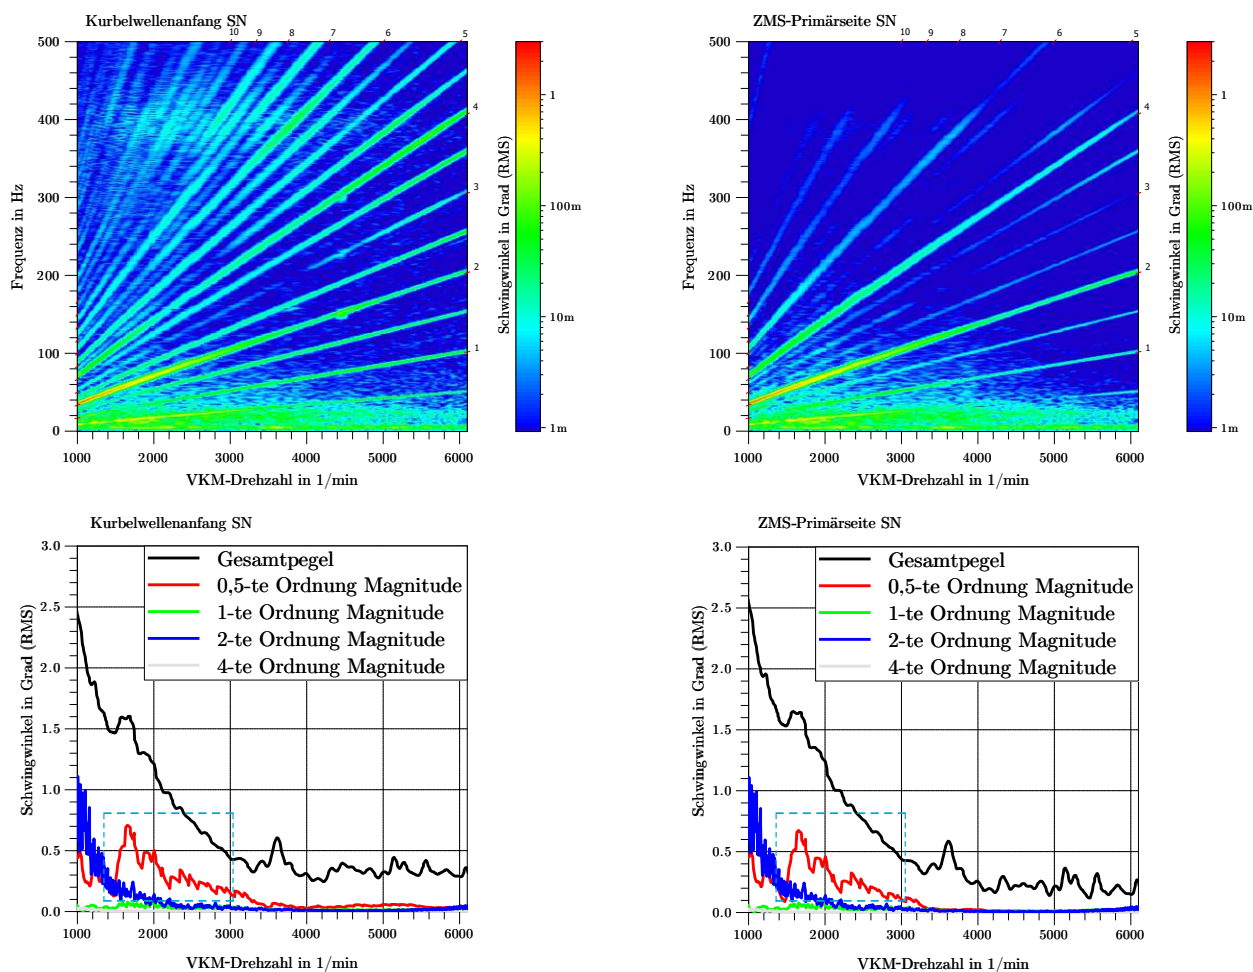 Kurbelwellenanfang SN
10 9 8 7 6 5
500
400
300
200
100
0
4
3
2
1
Frequenz in Hz
1000 2000 3000 4000 5000 6000
VKM-Drehzahl in 1/min
1
100m
10m
1m
Schwingwinkel in Grad (RMS)
ZMS-Primärseite SN
10 9 8 7 6 5
500
400
300
200
100
0
4
3
2
1
Frequenz in Hz
1000 2000 3000 4000 5000 6000
VKM-Drehzahl in 1/min
1
100m
10m
1m
Schwingwinkel in Grad (RMS)
Kurbelwellenanfang SN
3.0
2.5
2.0
1.5
1.0
0.5
0.0
Schwingwinkel in Grad (RMS)
Gesamtpegel
0,5-te Ordnung Magnitude
1-te Ordnung Magnitude
2-te Ordnung Magnitude
4-te Ordnung Magnitude
1000 2000 3000 4000 5000 6000
VKM-Drehzahl in 1/min
ZMS-Primärseite SN
3.0
2.5
2.0
1.5
1.0
0.5
0.0
Schwingwinkel in Grad (RMS)
Gesamtpegel
0,5-te Ordnung Magnitude
1-te Ordnung Magnitude
2-te Ordnung Magnitude
4-te Ordnung Magnitude
1000 2000 3000 4000 5000 6000
VKM-Drehzahl in 1/min